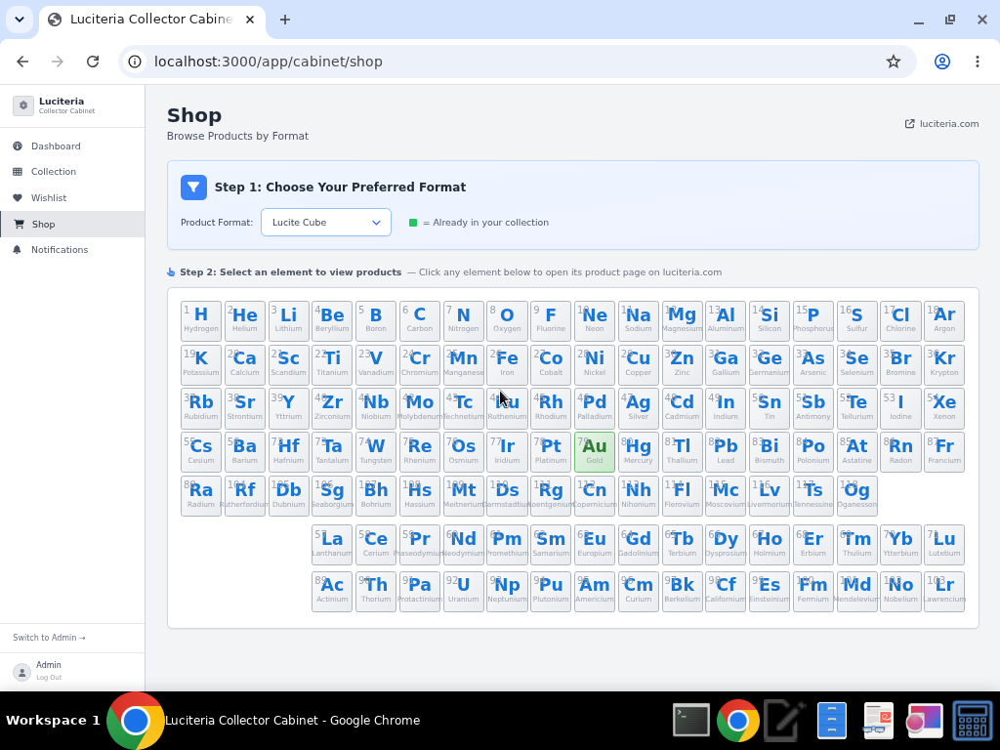 Luciteria Collector Cabine
localhost:3000/app/cabinet/shop
Luciteria
Collector Cabinet
Dashboard
Collection
Wishlist
Shop
Notifications
Switch to Admin →
Admin
Log Out
Shop
Browse Products by Format
luciteria.com
Step 1: Choose Your Preferred Format
Product Format: Lucite Cube = Already in your collection
Step 2: Select an element to view products — Click any element below to open its product page on luciteria.com
1 2 3 4 5 6 7 8 9 10 11 12 13 14 15 16 17 18
H He Li Be B C N O F Ne Na Mg Al Si P S Cl Ar
Hydrogen Helium Lithium Beryllium Boron Carbon Nitrogen Oxygen Fluorine Neon Sodium Magnesium Aluminum Silicon Phosphorus Sulfur Chlorine Argon
19 20 21 22 23 24 25 26 27 28 29 30 31 32 33 34 35 36
K Ca Sc Ti V Cr Mn Fe Co Ni Cu Zn Ga Ge As Se Br Kr
Potassium Calcium Scandium Titanium Vanadium Chromium Manganese Iron Cobalt Nickel Copper Zinc Gallium Germanium Arsenic Selenium Bromine Krypton
37 38 39 40 41 42 43 44 45 46 47 48 49 50 51 52 53 54
Rb Sr Y Zr Nb Mo Tc Ru Rh Pd Ag Cd In Sn Sb Te I Xe
Rubidium Strontium Yttrium Zirconium Niobium Molybdenum Technetium Ruthenium Rhodium Palladium Silver Cadmium Indium Tin Antimony Tellurium Iodine Xenon
55 56 72 73 74 75 76 77 78 79 80 81 82 83 84 85 86 87
Cs Ba Hf Ta W Re Os Ir Pt Au Hg Tl Pb Bi Po At Rn Fr
Cesium Barium Hafnium Tantalum Tungsten Rhenium Osmium Iridium Platinum Gold Mercury Thallium Lead Bismuth Polonium Astatine Radon Francium
88 104 105 106 107 108 109 110 111 112 113 114 115 116 117 118
Ra Rf Db Sg Bh Hs Mt Ds Rg Cn Nh Fl Mc Lv Ts Og
Radium Rutherfordium Dubnium Seaborgium Bohrium Hassium Meitnerium Darmstadtium Roentgenium Copernicium Nihonium Flerovium Moscovium Livermorium Tennessine Oganesson
57 58 59 60 61 62 63 64 65 66 67 68 69 70 71
La Ce Pr Nd Pm Sm Eu Gd Tb Dy Ho Er Tm Yb Lu
Lanthanum Cerium Praseodymium Neodymium Promethium Samarium Europium Gadolinium Terbium Dysprosium Holmium Erbium Thulium Ytterbium Lutetium
89 90 91 92 93 94 95 96 97 98 99 100 101 102 103
Ac Th Pa U Np Pu Am Cm Bk Cf Es Fm Md No Lr
Actinium Thorium Protactinium Uranium Neptunium Plutonium Americium Curium Berkelium Californium Einsteinium Fermium Mendelevium Nobelium Lawrencium
Workspace 1 Luciteria Collector Cabinet - Google Chrome